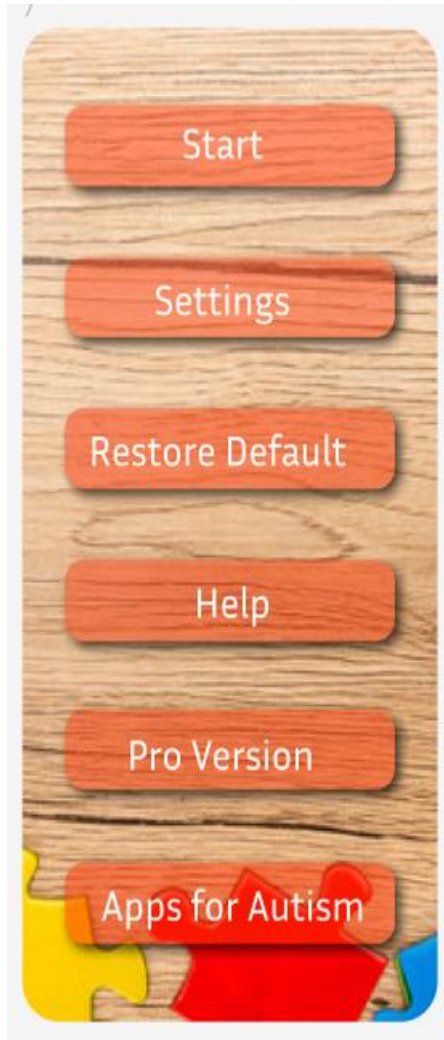 Start
Settings
Restore Default
Help
Pro Version
Apps for Autism